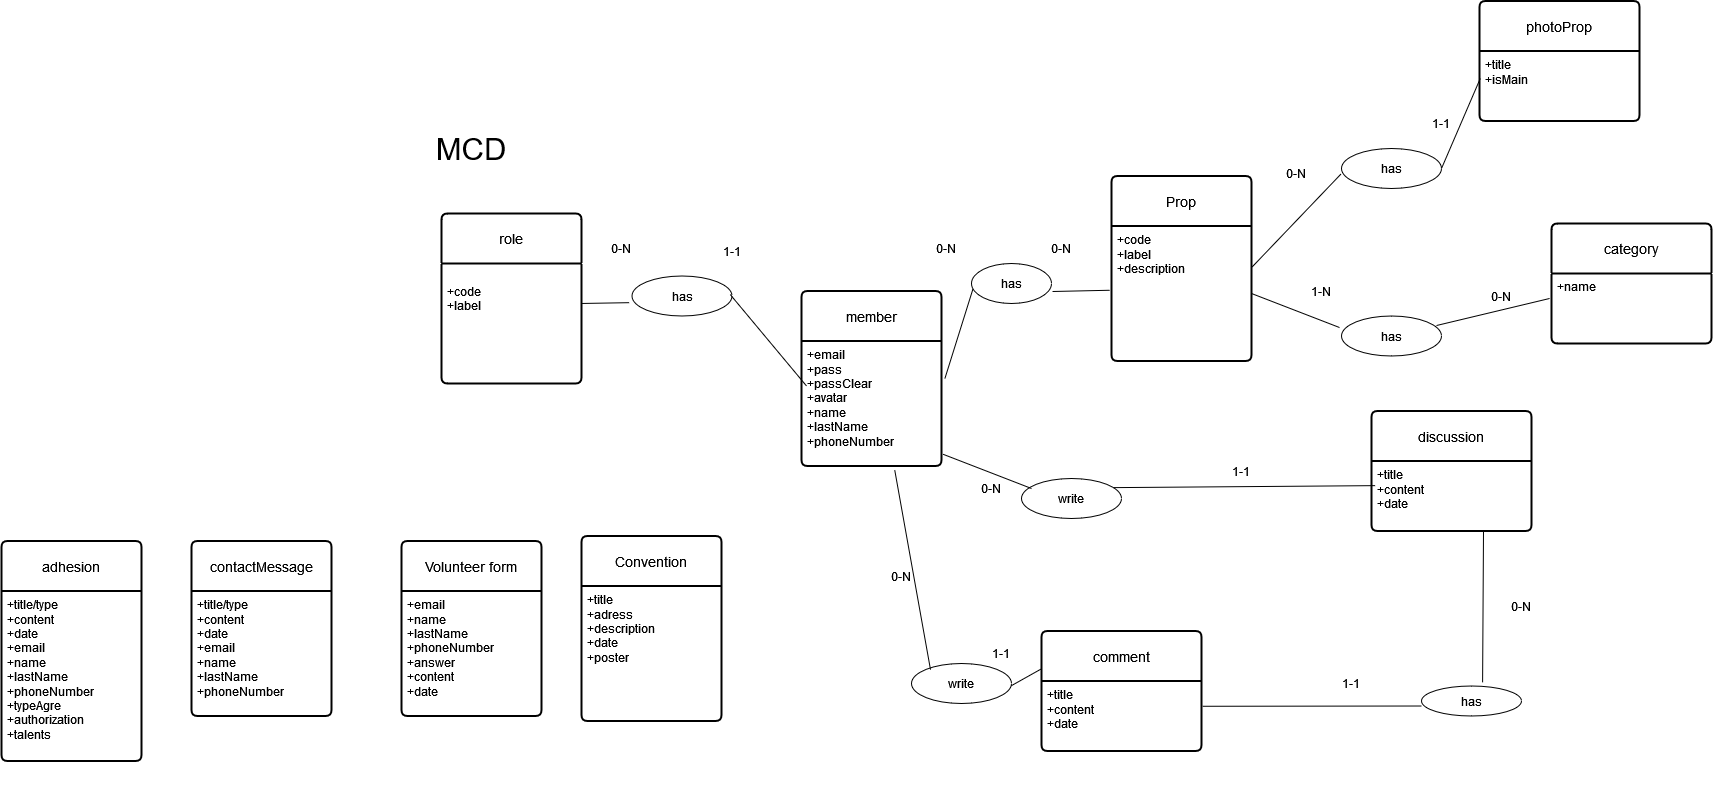 MCD
role
+code
+label
0-N
has
1-1
member
+email
+pass
+passClear
+avatar
+name
+lastName
+phoneNumber
0-N
has
0-N
Prop
+code
+label
+description
0-N
has
1-1
photoProp
+title
+isMain
1-N
has
0-N
category
+name
0-N
write
1-1
discussion
+title
+content
+date
0-N
has
1-1
0-N
write
1-1
comment
+title
+content
+date
adhesion
+title/type
+content
+date
+email
+name
+lastName
+phoneNumber
+typeAgre
+authorization
+talents
contactMessage
+title/type
+content
+date
+email
+name
+lastName
+phoneNumber
Volunteer form
+email
+name
+lastName
+phoneNumber
+answer
+content
+date
Convention
+title
+adress
+description
+date
+poster